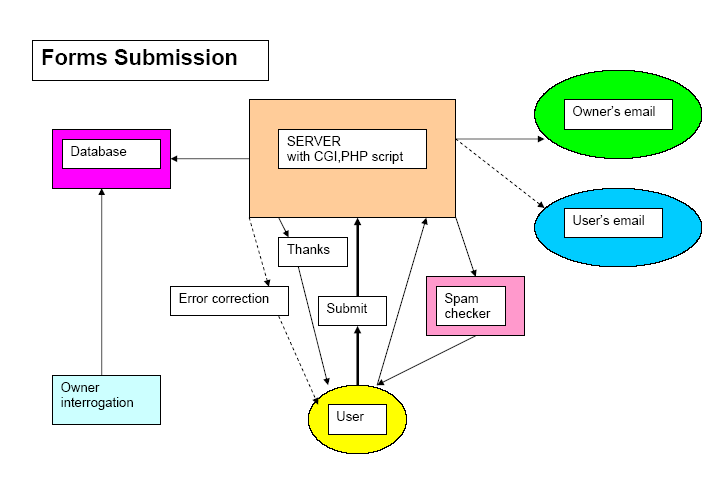 Forms Submission
Owner's email
SERVER
with CGI,PHP script
Database
User's email
Thanks
Error correction
Submit
Spam
checker
Owner
interrogation
User